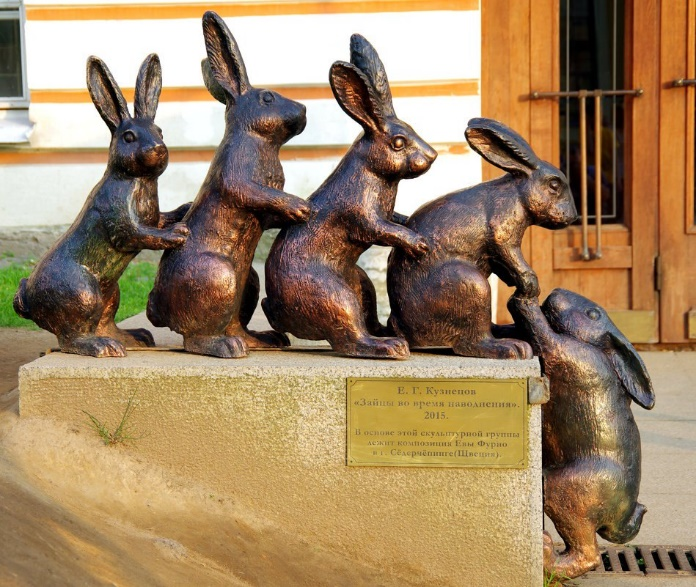 Е. Г. Кузнецов
«Зайцы во время наводнения».
2015.
В основе этой скульптурной группы
лежит композиция Евы Фурно
в г. Сёдерчёпинге(Швеция).